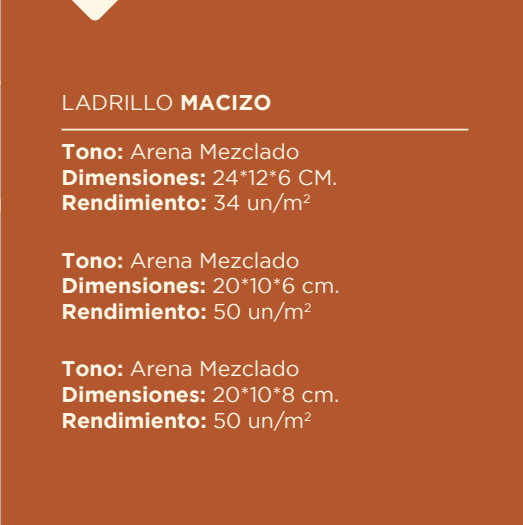 LADRILLO MACIZO
Tono: Arena Mezclado
Dimensiones: 24*12*6 CM.
Rendimiento: 34 un/m²
Tono: Arena Mezclado
Dimensiones: 20*10*6 cm.
Rendimiento: 50 un/m²
Tono: Arena Mezclado
Dimensiones: 20*10*8 cm.
Rendimiento: 50 un/m²